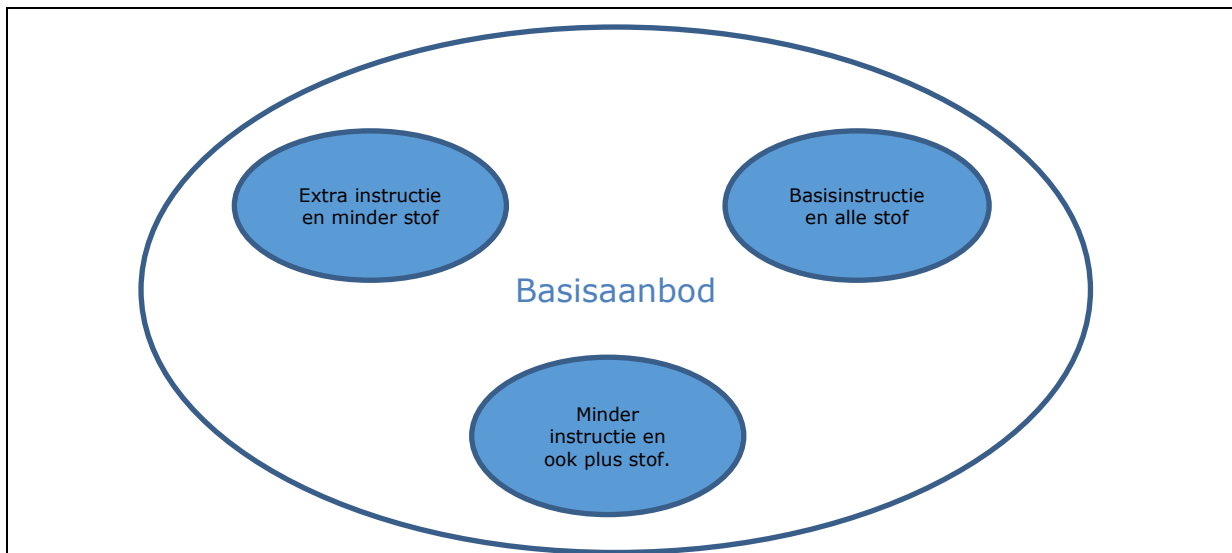 Extra instructie
en minder stof
Basisinstructie
en alle stof
Basisaanbod
Minder
instructie en
ook plus stof.